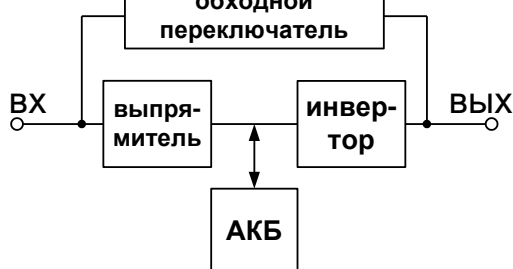 обходной
переключатель
ВХ
выпря-
митель
инвер-
тор
ВЫХ
АКБ